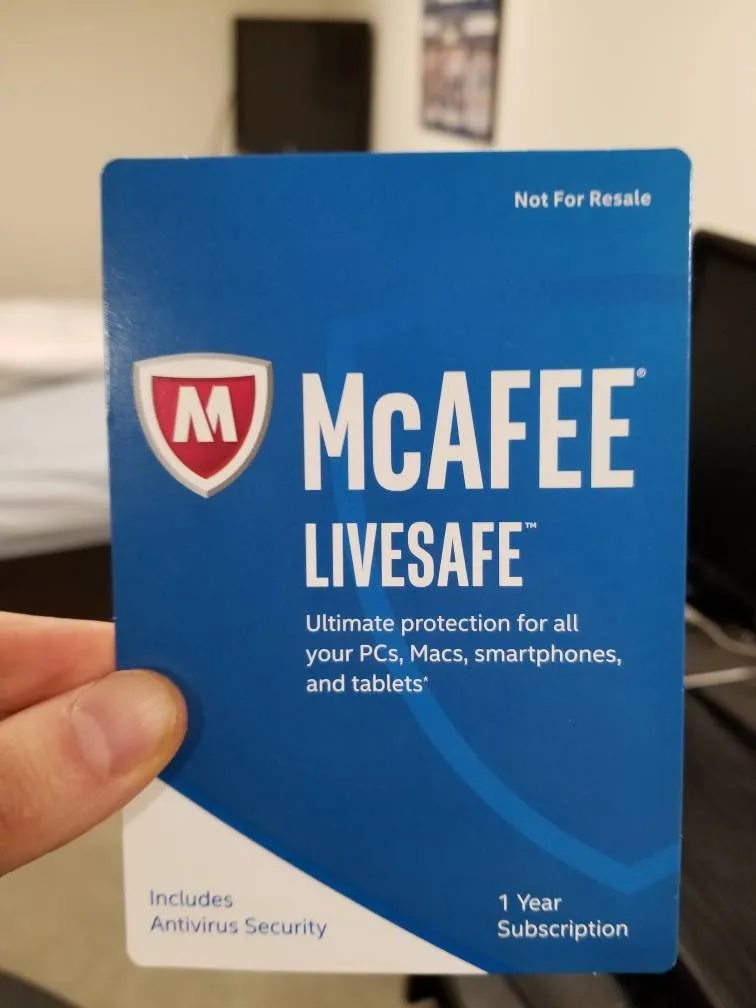 Not For Resale
M
McAFEE®
LIVESAFE™
Ultimate protection for all
your PCs, Macs, smartphones,
and tablets*
Includes
Antivirus Security
1 Year
Subscription